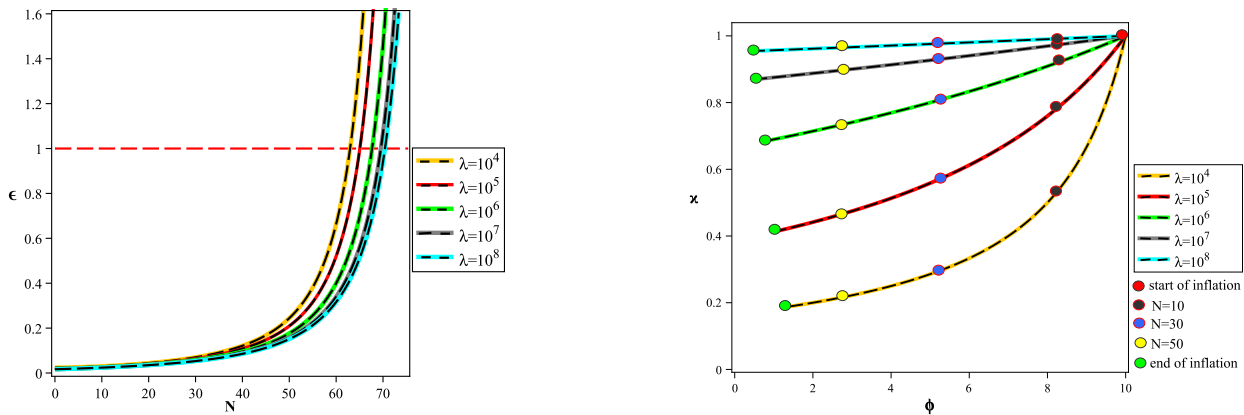 1.6
1.4
1.2
1
0.8
0.6
0.4
0.2
0
ϵ
0 10 20 30 40 50 60 70
N
λ=10⁴
λ=10⁵
λ=10⁶
λ=10⁷
λ=10⁸
1
0.8
0.6
0.4
0.2
0
ϰ
0 2 4 6 8 10
ϕ
λ=10⁴
λ=10⁵
λ=10⁶
λ=10⁷
λ=10⁸
start of inflation
N=10
N=30
N=50
end of inflation